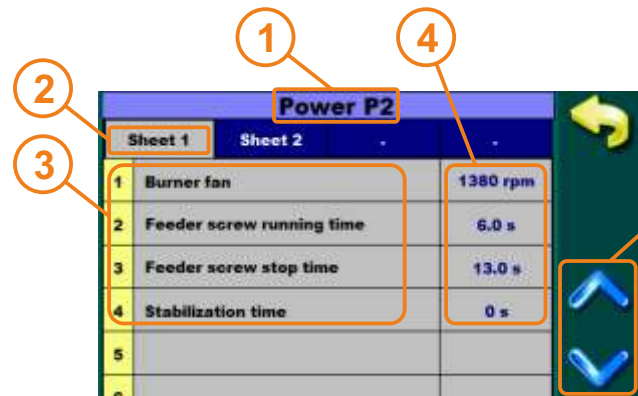 1 4
2 Power P2
Sheet 1 Sheet 2 - -
3
1 Burner fan 1380 rpm
2 Feeder screw running time 6.0 s
3 Feeder screw stop time 13.0 s
4 Stabilization time 0 s
5